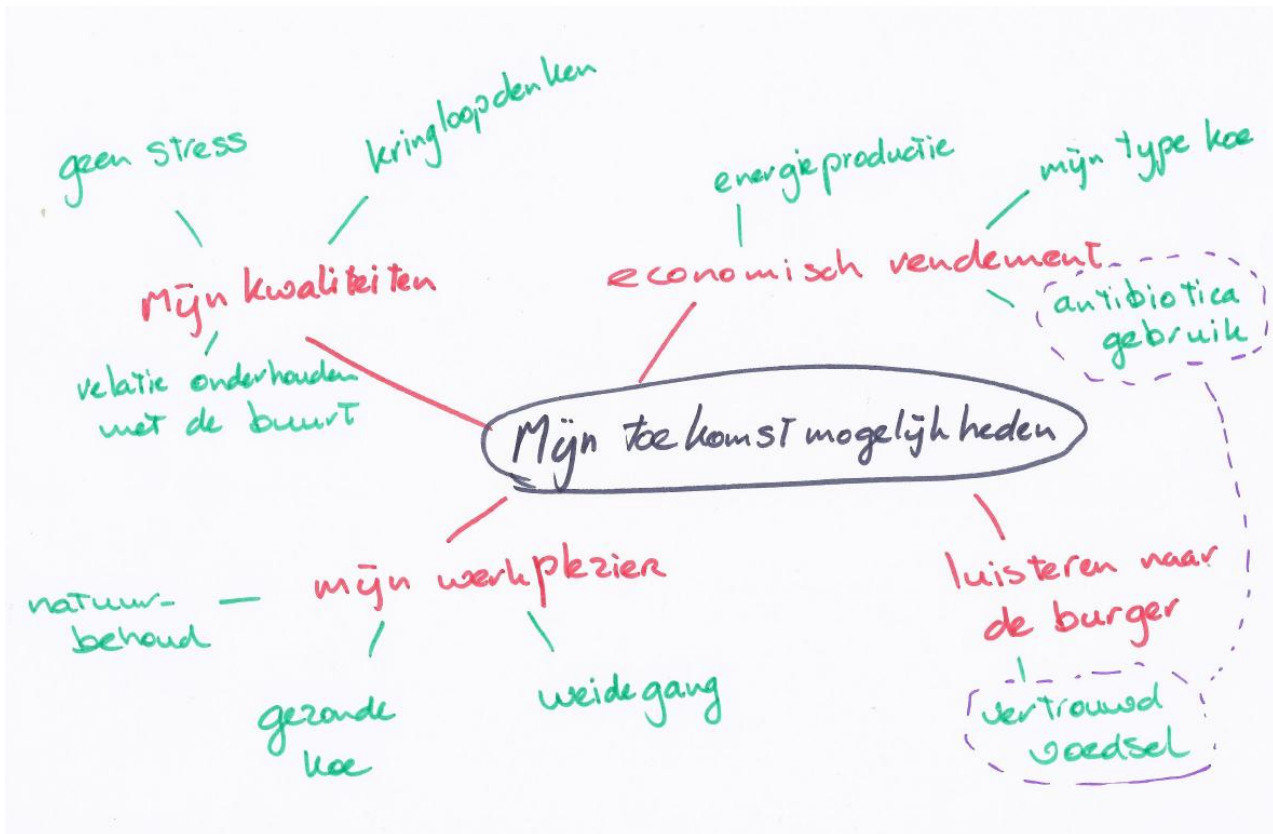 geen stress
kringloopdenken
energieproductie
mijn type koe
Mijn kwaliteiten
economisch rendement
antibiotica
gebruik
relatie onderhouden
met de buurt
Mijn toekomstmogelijkheden
mijn werkplezier
luisteren naar
de burger
natuur-
behoud
gezonde
koe
weidegang
vertrouwd
voedsel